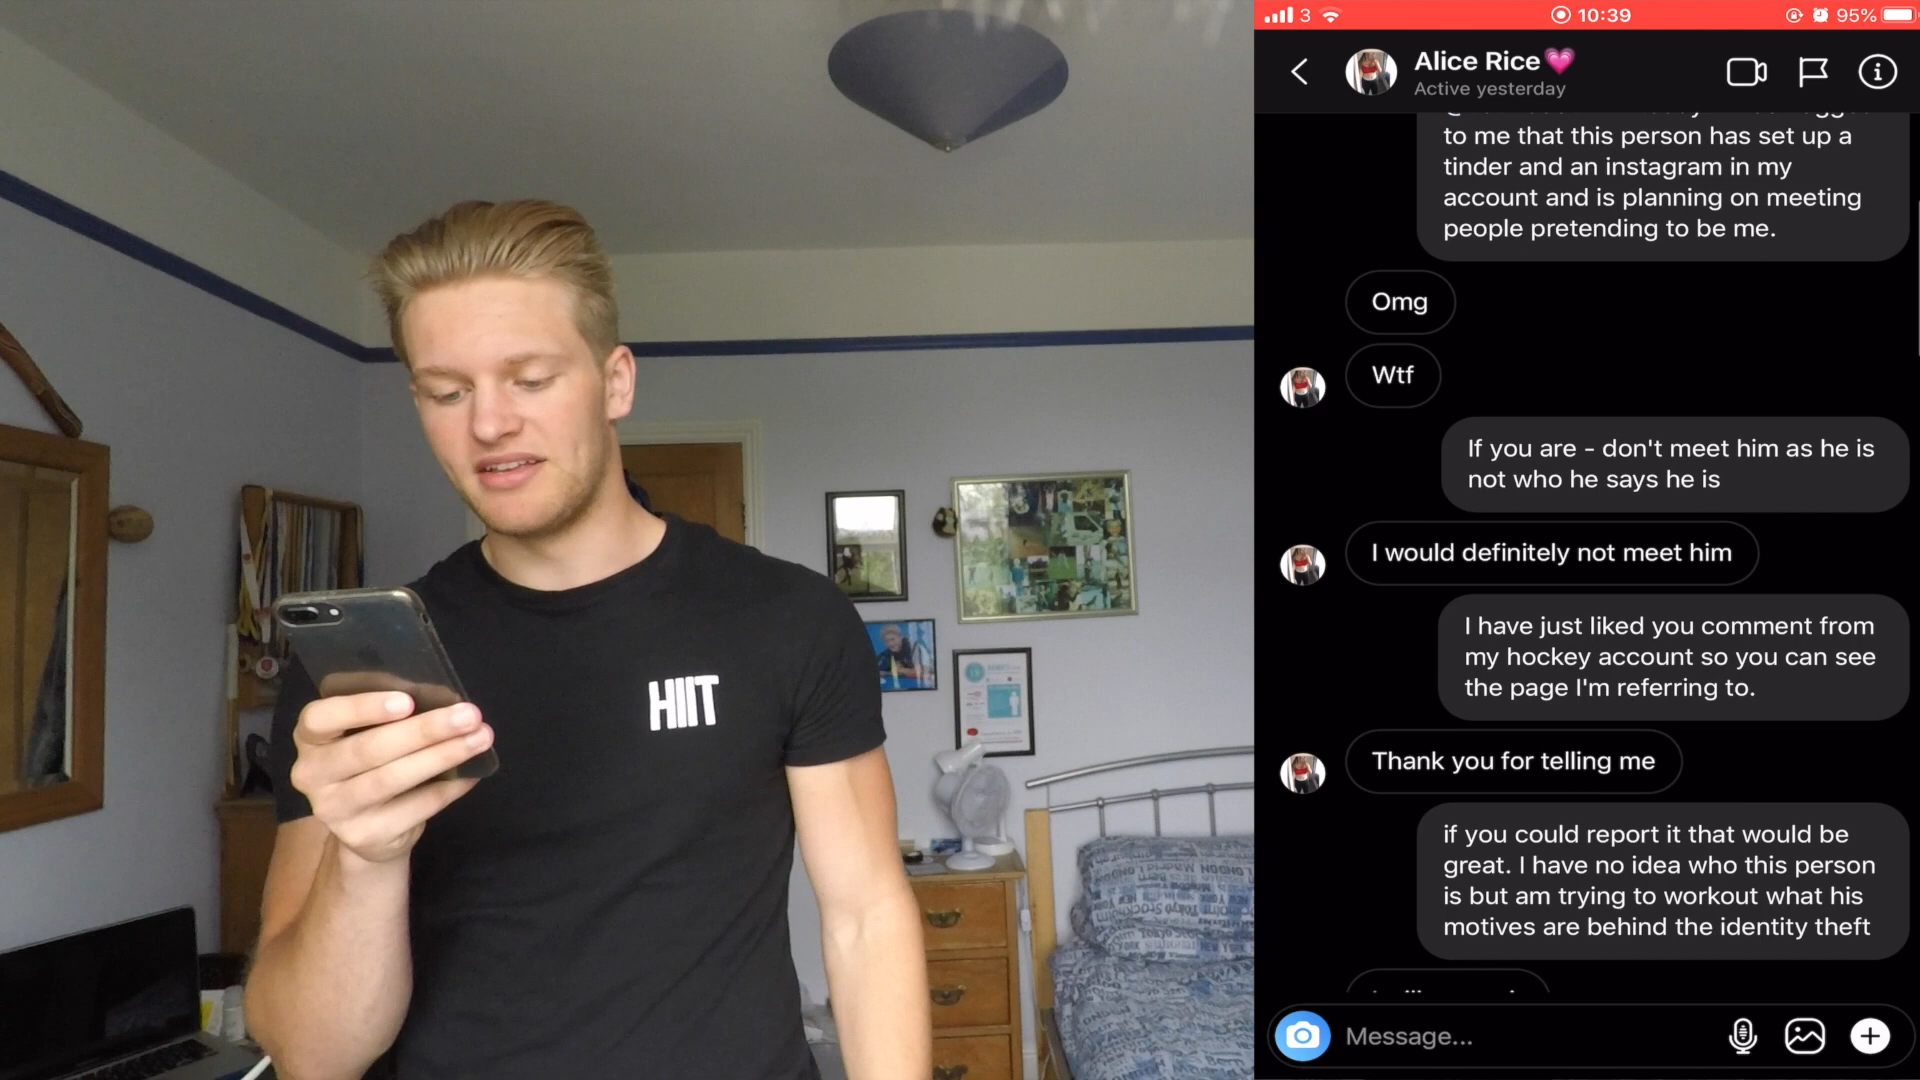 HIIT
3
10:39
95%
Alice Rice
Active yesterday
to me that this person has set up a
tinder and an instagram in my
account and is planning on meeting
people pretending to be me.
Omg
Wtf
If you are - don't meet him as he is
not who he says he is
I would definitely not meet him
I have just liked you comment from
my hockey account so you can see
the page I'm referring to.
Thank you for telling me
if you could report it that would be
great. I have no idea who this person
is but am trying to workout what his
motives are behind the identity theft
Message...